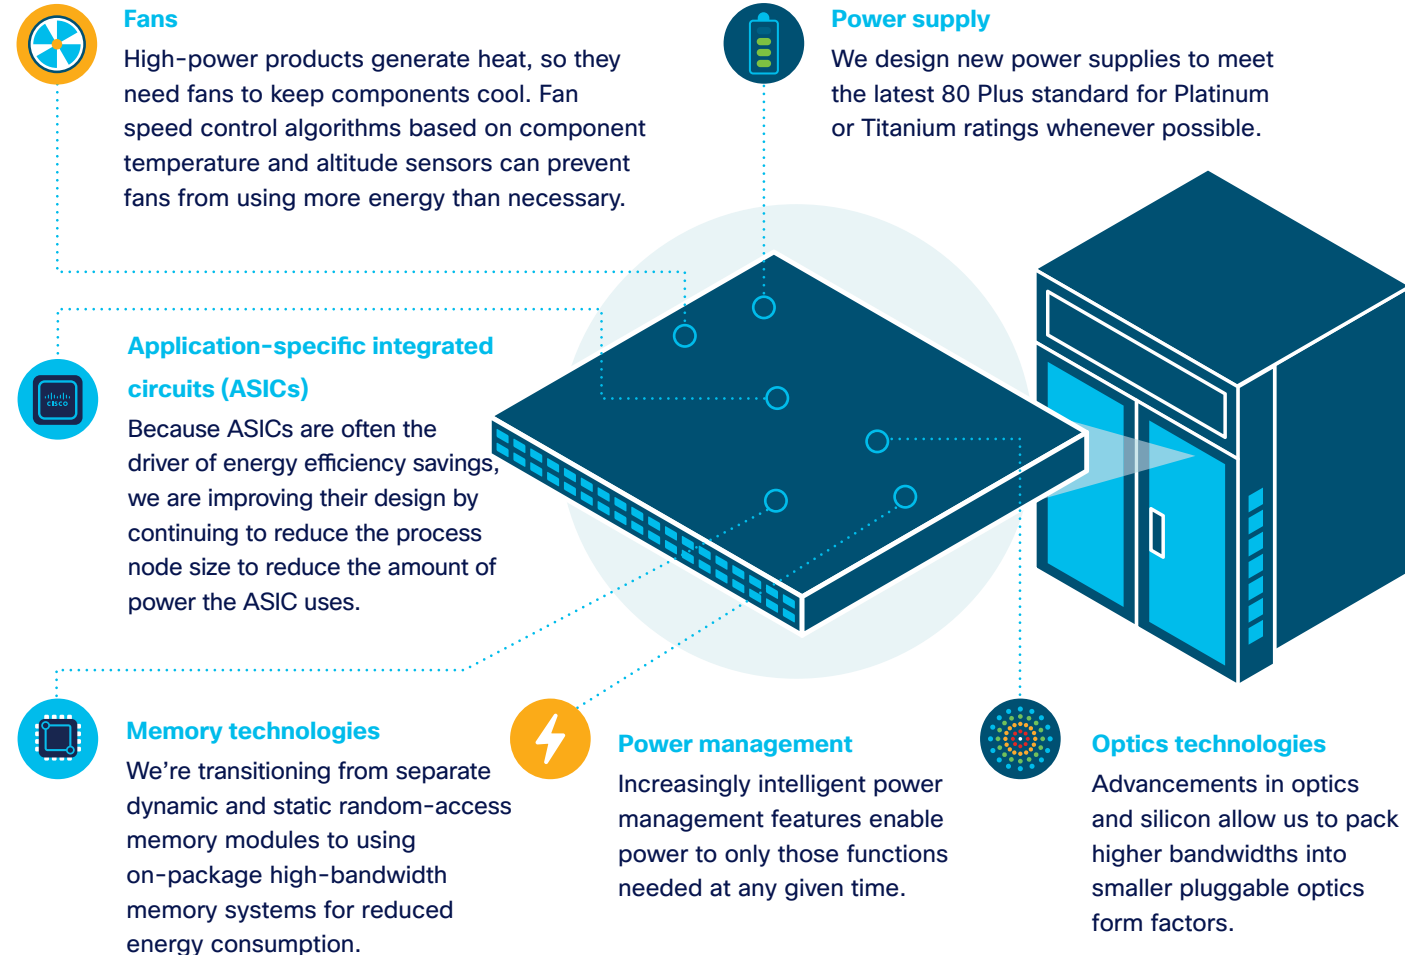 Fans
High-power products generate heat, so they
need fans to keep components cool. Fan
speed control algorithms based on component
temperature and altitude sensors can prevent
fans from using more energy than necessary.
Power supply
We design new power supplies to meet
the latest 80 Plus standard for Platinum
or Titanium ratings whenever possible.
Application-specific integrated
circuits (ASICs)
Because ASICs are often the
driver of energy efficiency savings,
we are improving their design by
continuing to reduce the process
node size to reduce the amount of
power the ASIC uses.
CISCO
Memory technologies
We’re transitioning from separate
dynamic and static random-access
memory modules to using
on-package high-bandwidth
memory systems for reduced
energy consumption.
Power management
Increasingly intelligent power
management features enable
power to only those functions
needed at any given time.
Optics technologies
Advancements in optics
and silicon allow us to pack
higher bandwidths into
smaller pluggable optics
form factors.